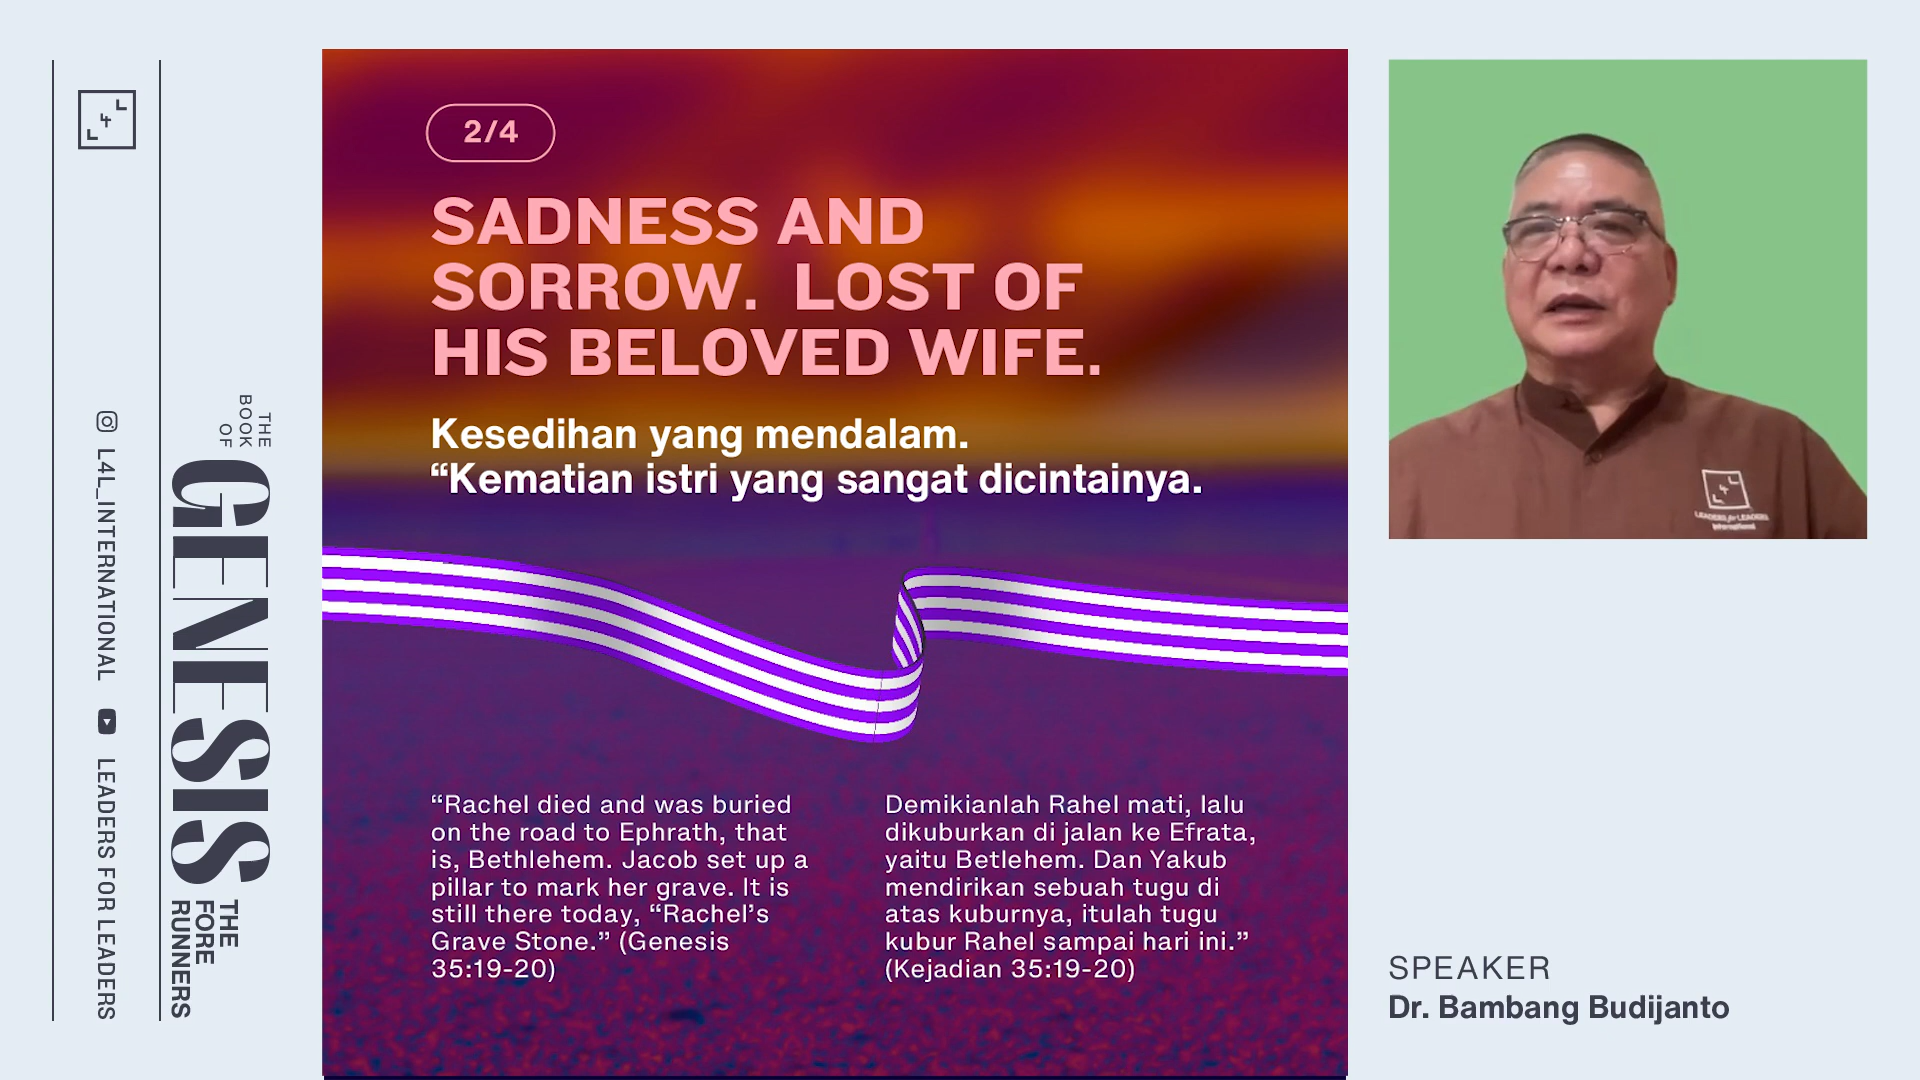 L4L_INTERNATIONAL
LEADERS FOR LEADERS
THE
BOOK
OF
GENESIS
THE
FORE
RUNNERS
2/4
SADNESS AND
SORROW. LOST OF
HIS BELOVED WIFE.
Kesedihan yang mendalam.
“Kematian istri yang sangat dicintainya.
“Rachel died and was buried
on the road to Ephrath, that
is, Bethlehem. Jacob set up a
pillar to mark her grave. It is
still there today, “Rachel’s
Grave Stone.” (Genesis
35:19-20)
Demikianlah Rahel mati, lalu
dikuburkan di jalan ke Efrata,
yaitu Betlehem. Dan Yakub
mendirikan sebuah tugu di
atas kuburnya, itulah tugu
kubur Rahel sampai hari ini.”
(Kejadian 35:19-20)
LEADERS for LEADERS
International
SPEAKER
Dr. Bambang Budijanto